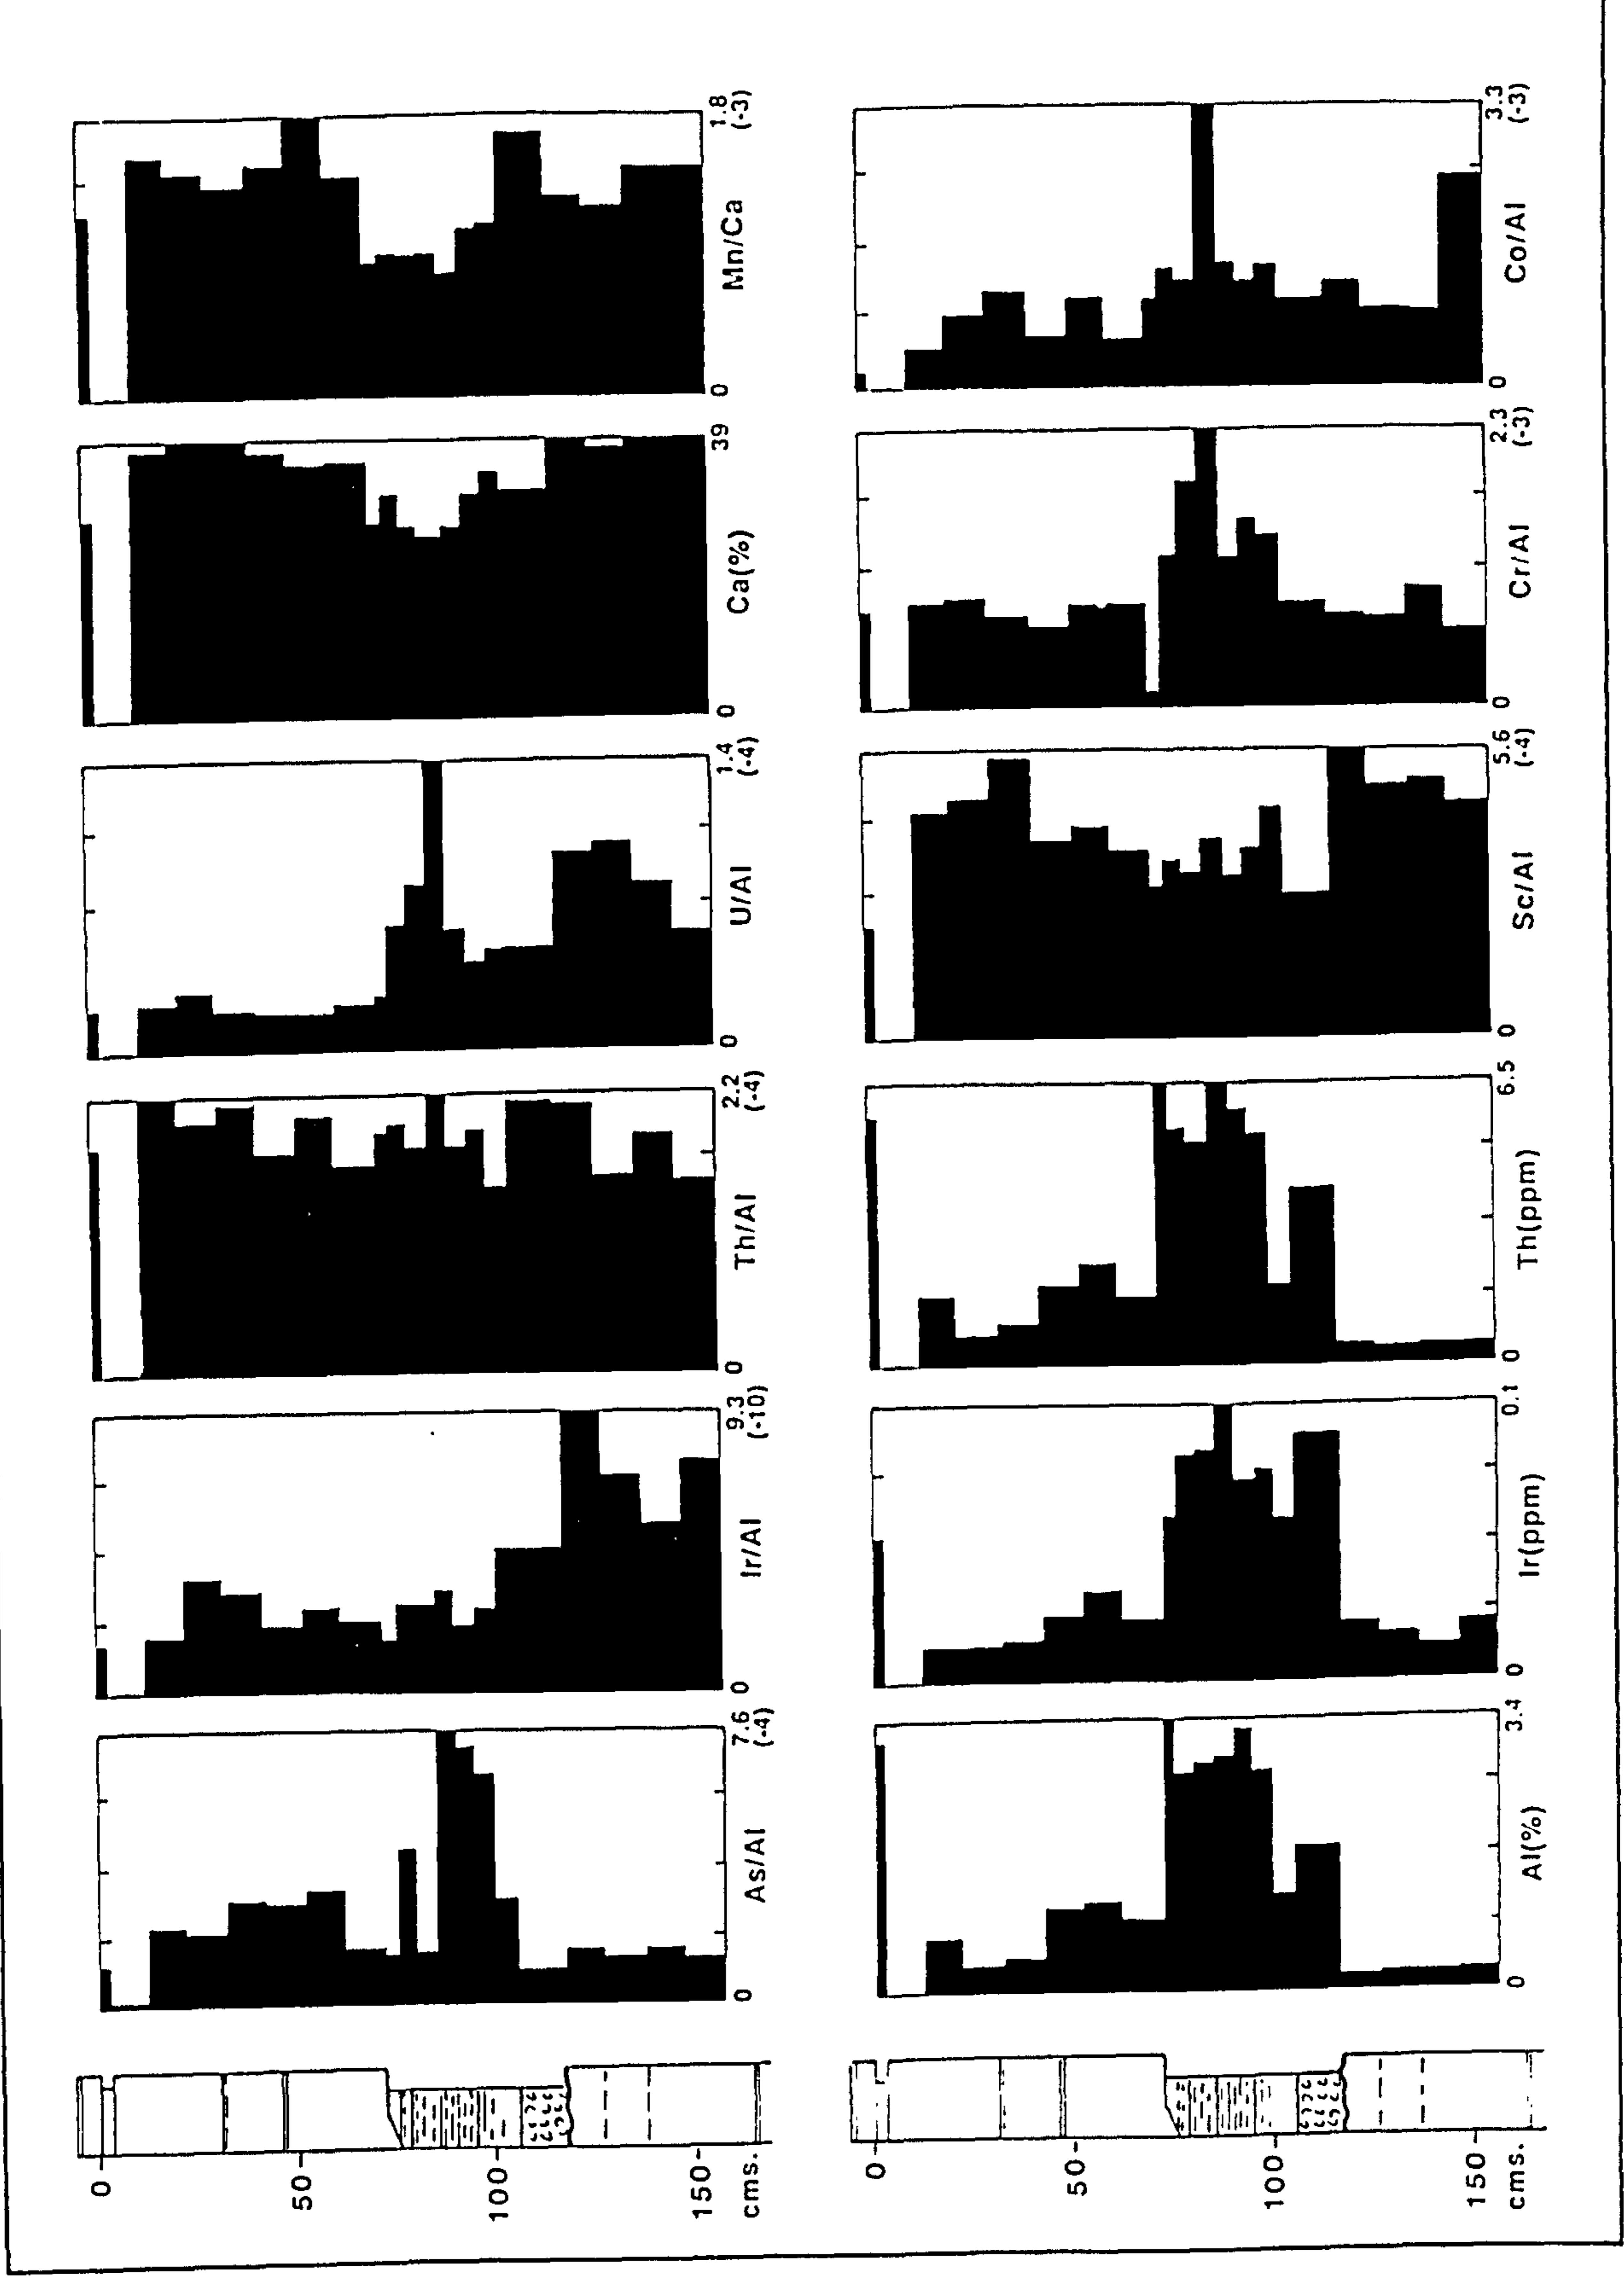 0
50
100
150
cms.
0
7.6
(-4)
As/Al
0
9.3
(-10)
Ir/Al
0
2.2
(-4)
Th/Al
0
1.4
(-4)
U/Al
0
39
Ca(%)
0
1.8
(-3)
Mn/Ca
0
50
100
150
cms.
0
3.4
Al(%)
0
0.1
Ir(ppm)
0
6.5
Th(ppm)
0
5.6
(-4)
Sc/Al
0
2.3
(-3)
Cr/Al
0
3.3
(-3)
Co/Al